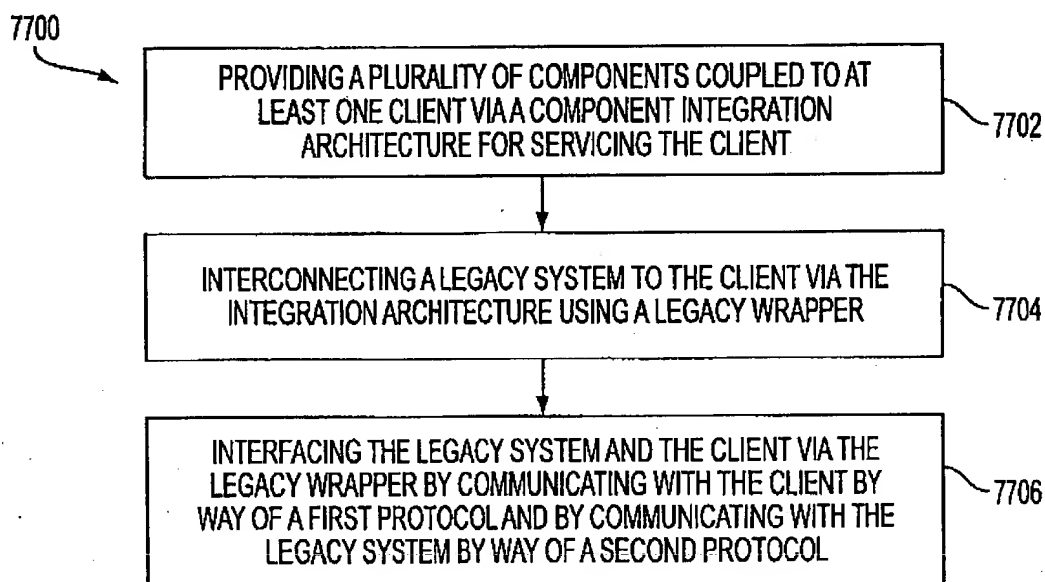 7700
PROVIDING A PLURALITY OF COMPONENTS COUPLED TO AT
LEAST ONE CLIENT VIA A COMPONENT INTEGRATION
ARCHITECTURE FOR SERVICING THE CLIENT
7702
INTERCONNECTING A LEGACY SYSTEM TO THE CLIENT VIA THE
INTEGRATION ARCHITECTURE USING A LEGACY WRAPPER
7704
INTERFACING THE LEGACY SYSTEM AND THE CLIENT VIA THE
LEGACY WRAPPER BY COMMUNICATING WITH THE CLIENT BY
WAY OF A FIRST PROTOCOL AND BY COMMUNICATING WITH THE
LEGACY SYSTEM BY WAY OF A SECOND PROTOCOL
7706